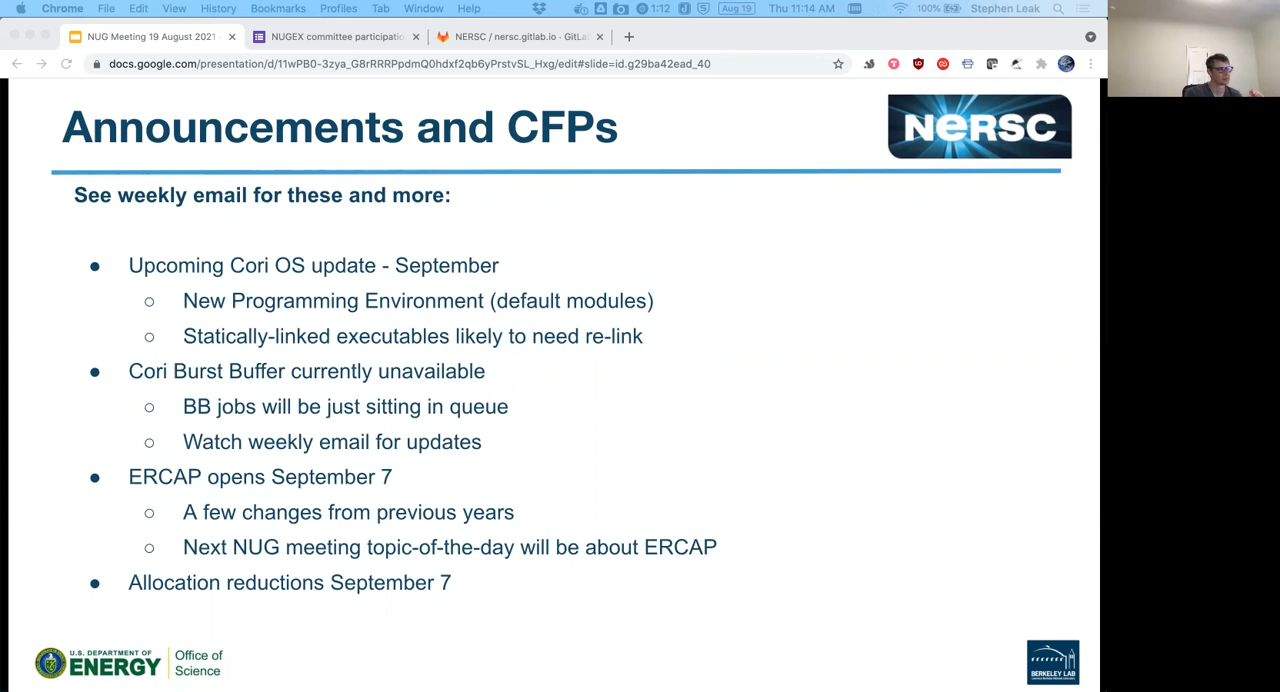 Chrome File Edit View History Bookmarks Profiles Tab Window Help 1:12 Aug 19 Thu 11:14 AM 100% Stephen Leak
NUG Meeting 19 August 2021 - NUGEX committee participatio NERSC / nersc.gitlab.io · GitLa
docs.google.com/presentation/d/11wPB0-3zya_G8rRRRPpdmQ0hdxf2qb6yPrstvSL_Hxg/edit#slide=id.g29ba42ead_40
Announcements and CFPs
NERSC
See weekly email for these and more:
● Upcoming Cori OS update - September
○ New Programming Environment (default modules)
○ Statically-linked executables likely to need re-link
● Cori Burst Buffer currently unavailable
○ BB jobs will be just sitting in queue
○ Watch weekly email for updates
● ERCAP opens September 7
○ A few changes from previous years
○ Next NUG meeting topic-of-the-day will be about ERCAP
● Allocation reductions September 7
U.S. DEPARTMENT OF
ENERGY
Office of
Science
BERKELEY LAB